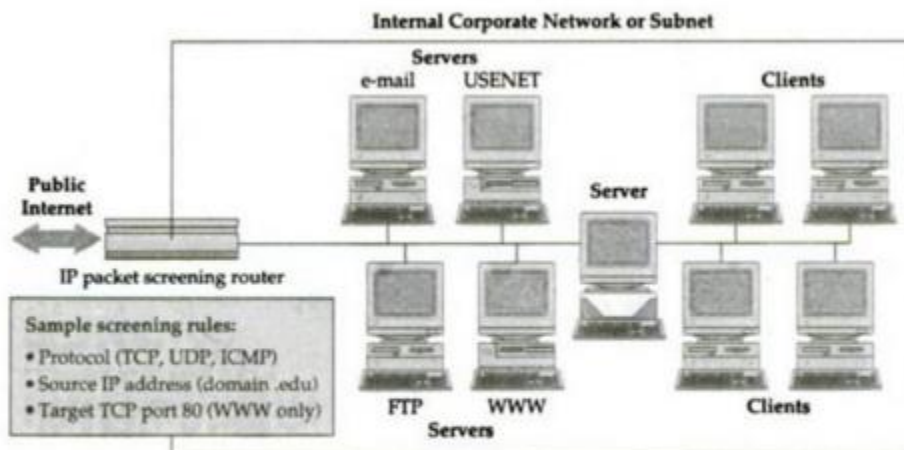 Internal Corporate Network or Subnet
Servers
e-mail USENET
Clients
Public
Internet
Server
IP packet screening router
Sample screening rules:
• Protocol (TCP, UDP, ICMP)
• Source IP address (domain .edu)
• Target TCP port 80 (WWW only)
FTP WWW
Servers
Clients